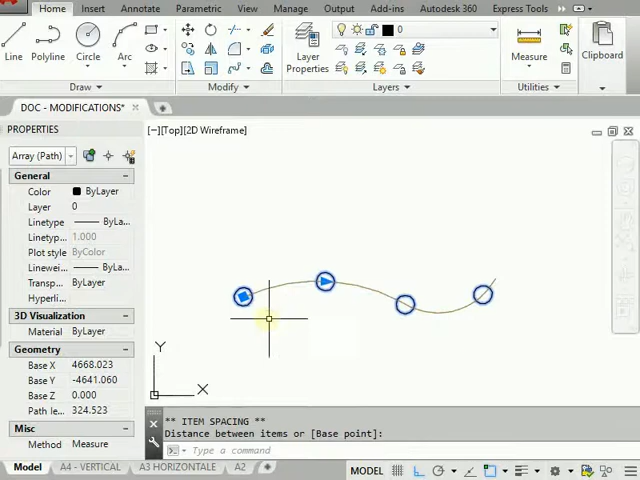 Home Insert Annotate Parametric View Manage Output Add-ins Autodesk 360 Express Tools
Line Polyline Circle Arc
Layer Properties
0
Measure
Clipboard
Draw Modify Layers Utilities
DOC - MODIFICATIONS*
PROPERTIES
[−][Top][2D Wireframe]
Array (Path)
General
Color ByLayer
Layer 0
Linetype ByLa...
Linetyp... 1.000
Plot style ByColor
Linewei... ByLa...
Transpar... ByLayer
Hyperli...
3D Visualization
Material ByLayer
Geometry
Base X 4668.023
Base Y -4641.060
Base Z 0.000
Path le... 324.523
Misc
Method Measure
Y
X
** ITEM SPACING **
Distance between items or [Base point]:
Type a command
Model A4 - VERTICAL A3 HORIZONTALE A2
MODEL